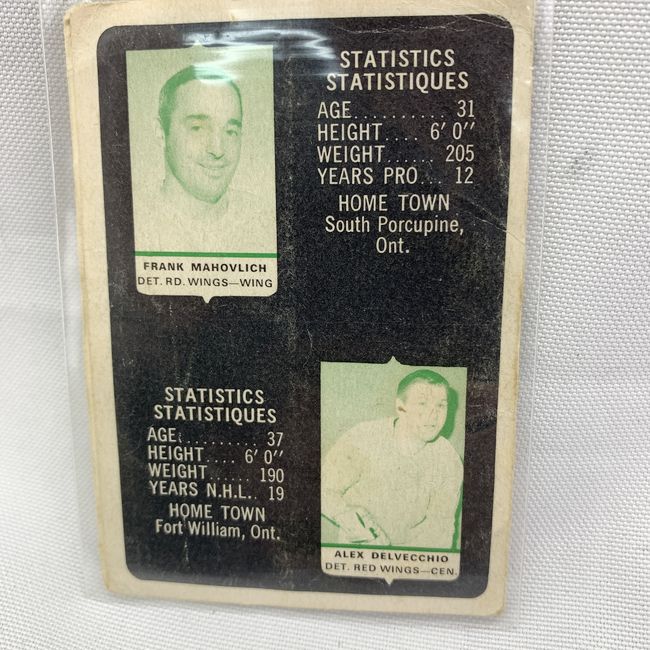 STATISTICS
STATISTIQUES
AGE.......... 31
HEIGHT.... 6' 0''
WEIGHT...... 205
YEARS PRO... 12
HOME TOWN
South Porcupine,
Ont.
FRANK MAHOVLICH
DET. RD. WINGS—WING
STATISTICS
STATISTIQUES
AGE.......... 37
HEIGHT.... 6' 0''
WEIGHT...... 190
YEARS N.H.L.. 19
HOME TOWN
Fort William, Ont.
ALEX DELVECCHIO
DET. RED WINGS—CEN.